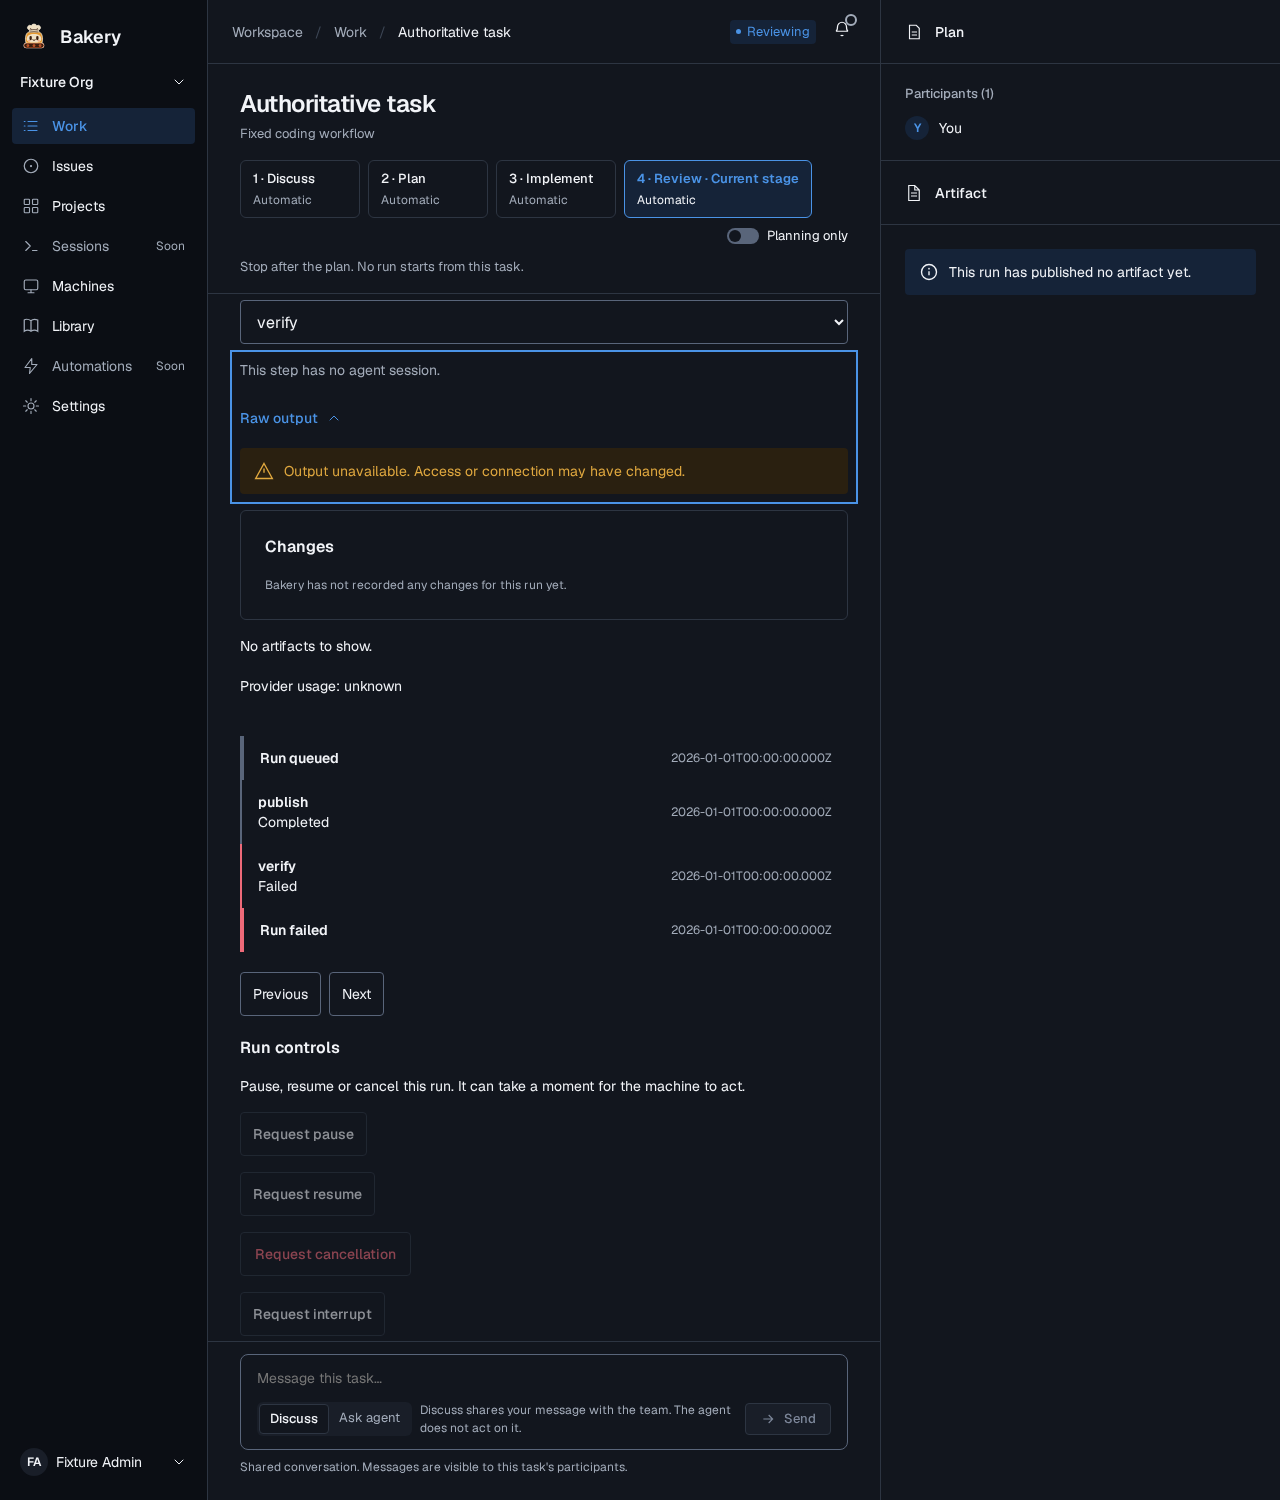 Bakery
Fixture Org
Work
Issues
Projects
Sessions Soon
Machines
Library
Automations Soon
Settings
FA Fixture Admin
Workspace / Work / Authoritative task
Reviewing
Authoritative task
Fixed coding workflow
1 · Discuss
Automatic
2 · Plan
Automatic
3 · Implement
Automatic
4 · Review · Current stage
Automatic
Planning only
Stop after the plan. No run starts from this task.
verify
This step has no agent session.
Raw output
Output unavailable. Access or connection may have changed.
Changes
Bakery has not recorded any changes for this run yet.
No artifacts to show.
Provider usage: unknown
Run queued 2026-01-01T00:00:00.000Z
publish
Completed
2026-01-01T00:00:00.000Z
verify
Failed
2026-01-01T00:00:00.000Z
Run failed 2026-01-01T00:00:00.000Z
Previous Next
Run controls
Pause, resume or cancel this run. It can take a moment for the machine to act.
Request pause
Request resume
Request cancellation
Request interrupt
Message this task…
Discuss Ask agent
Discuss shares your message with the team. The agent
does not act on it.
Send
Shared conversation. Messages are visible to this task's participants.
Plan
Participants (1)
Y You
Artifact
This run has published no artifact yet.